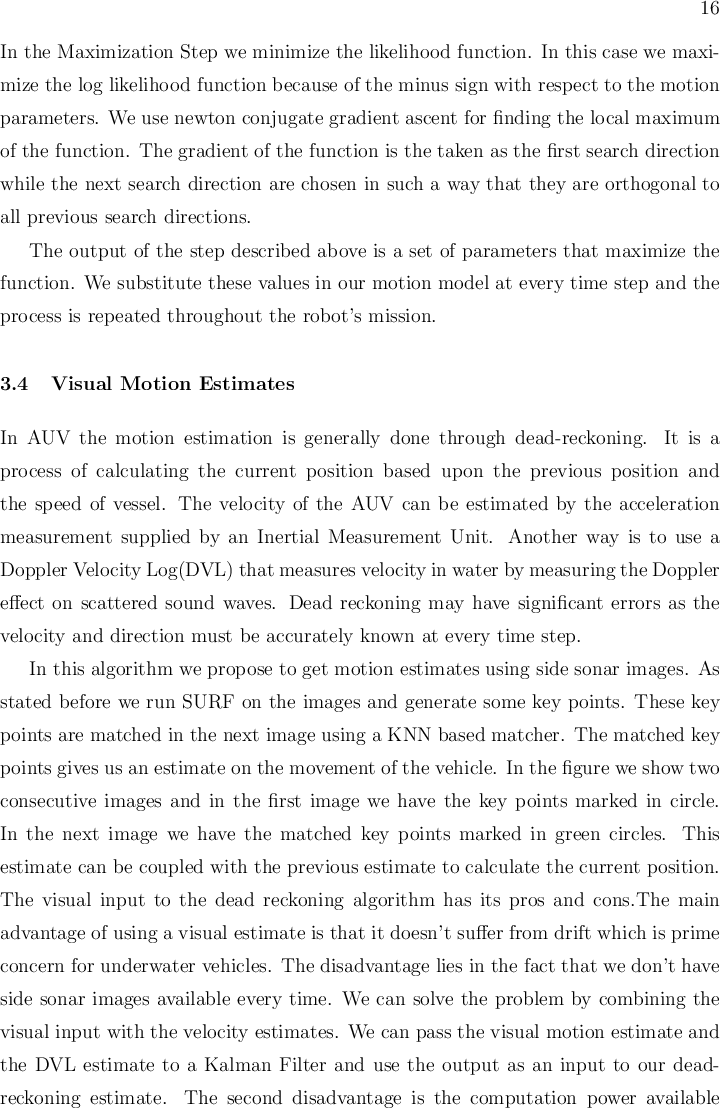 16
In the Maximization Step we minimize the likelihood function. In this case we maxi-
mize the log likelihood function because of the minus sign with respect to the motion
parameters. We use newton conjugate gradient ascent for finding the local maximum
of the function. The gradient of the function is the taken as the first search direction
while the next search direction are chosen in such a way that they are orthogonal to
all previous search directions.
The output of the step described above is a set of parameters that maximize the
function. We substitute these values in our motion model at every time step and the
process is repeated throughout the robot's mission.
3.4 Visual Motion Estimates
In AUV the motion estimation is generally done through dead-reckoning. It is a
process of calculating the current position based upon the previous position and
the speed of vessel. The velocity of the AUV can be estimated by the acceleration
measurement supplied by an Inertial Measurement Unit. Another way is to use a
Doppler Velocity Log(DVL) that measures velocity in water by measuring the Doppler
effect on scattered sound waves. Dead reckoning may have significant errors as the
velocity and direction must be accurately known at every time step.
In this algorithm we propose to get motion estimates using side sonar images. As
stated before we run SURF on the images and generate some key points. These key
points are matched in the next image using a KNN based matcher. The matched key
points gives us an estimate on the movement of the vehicle. In the figure we show two
consecutive images and in the first image we have the key points marked in circle.
In the next image we have the matched key points marked in green circles. This
estimate can be coupled with the previous estimate to calculate the current position.
The visual input to the dead reckoning algorithm has its pros and cons.The main
advantage of using a visual estimate is that it doesn't suffer from drift which is prime
concern for underwater vehicles. The disadvantage lies in the fact that we don't have
side sonar images available every time. We can solve the problem by combining the
visual input with the velocity estimates. We can pass the visual motion estimate and
the DVL estimate to a Kalman Filter and use the output as an input to our dead-
reckoning estimate. The second disadvantage is the computation power available